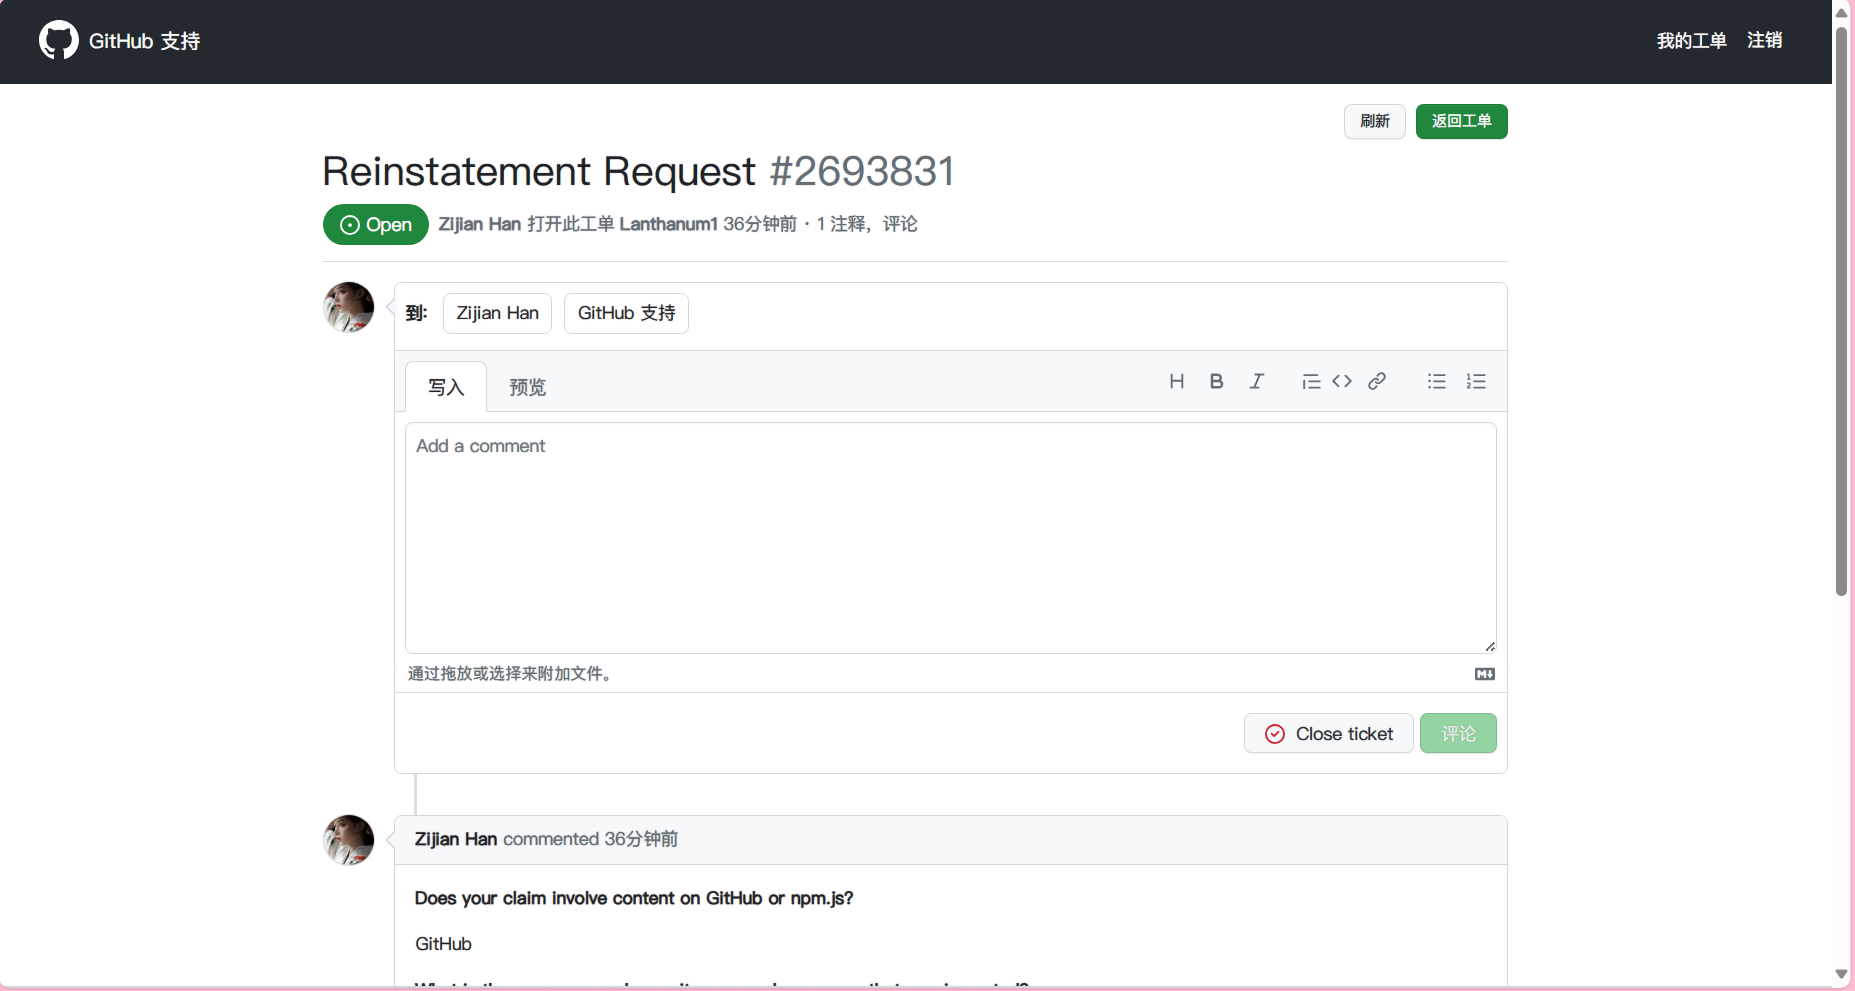 GitHub 支持
我的工单 注销
刷新 返回工单
Reinstatement Request #2693831
Open Zijian Han 打开此工单 Lanthanum1 36分钟前 · 1 注释，评论
到: Zijian Han GitHub 支持
写入 预览
Add a comment
通过拖放或选择来附加文件。
Close ticket 评论
Zijian Han commented 36分钟前
Does your claim involve content on GitHub or npm.js?
GitHub